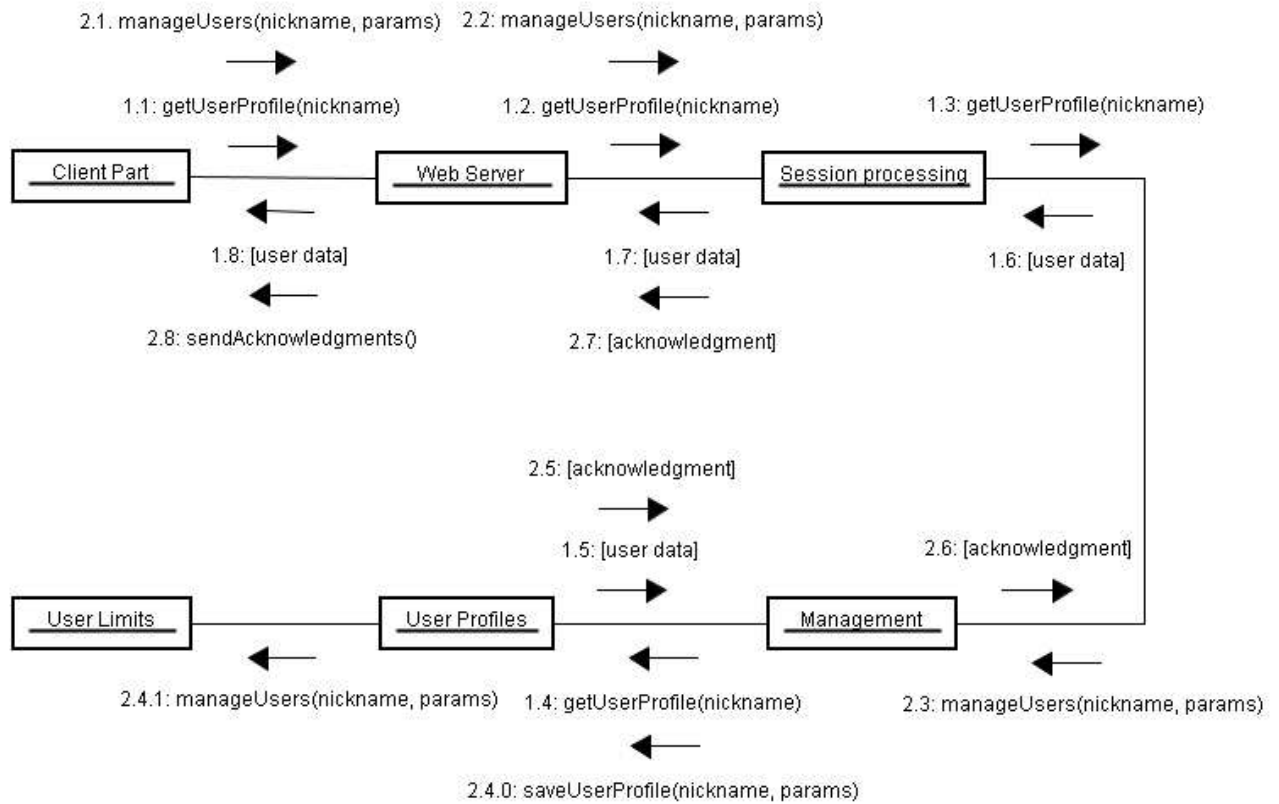 2.1. manageUsers(nickname, params)
2.2: manageUsers(nickname, params)
1.1: getUserProfile(nickname)
1.2. getUserProfile(nickname)
1.3: getUserProfile(nickname)
Client Part
Web Server
Session processing
1.8: [user data]
1.7: [user data]
1.6: [user data]
2.8: sendAcknowledgments()
2.7: [acknowledgment]
2.5: [acknowledgment]
1.5: [user data]
2.6: [acknowledgment]
User Limits
User Profiles
Management
2.4.1: manageUsers(nickname, params)
1.4: getUserProfile(nickname)
2.3: manageUsers(nickname, params)
2.4.0: saveUserProfile(nickname, params)